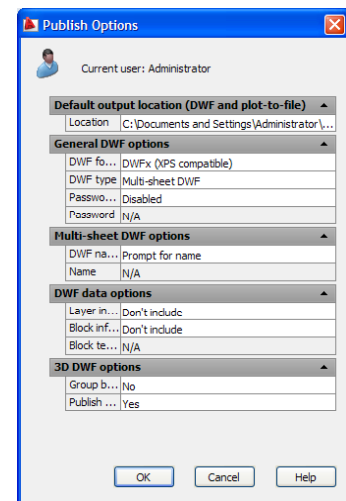 Publish Options
Current user: Administrator
Default output location (DWF and plot-to-file)
Location C:\Documents and Settings\Administrator\...
General DWF options
DWF fo... DWFx (XPS compatible)
DWF type Multi-sheet DWF
Passwo... Disabled
Password N/A
Multi-sheet DWF options
DWF na... Prompt for name
Name N/A
DWF data options
Layer in... Don't include
Block inf... Don't include
Block te... N/A
3D DWF options
Group b... No
Publish ... Yes
OK Cancel Help